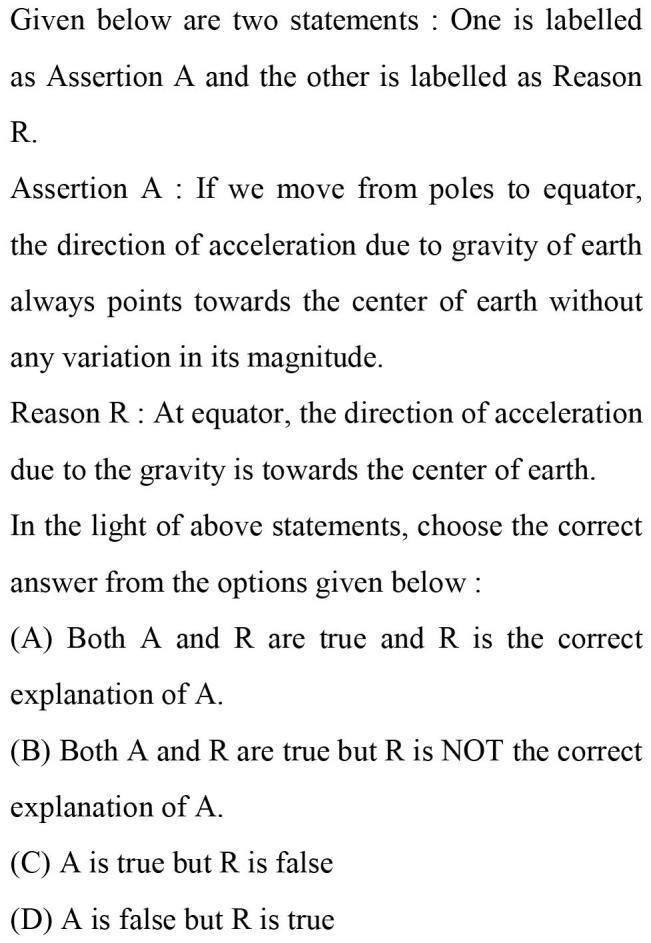 Given below are two statements : One is labelled
as Assertion A and the other is labelled as Reason
R.
Assertion A : If we move from poles to equator,
the direction of acceleration due to gravity of earth
always points towards the center of earth without
any variation in its magnitude.
Reason R : At equator, the direction of acceleration
due to the gravity is towards the center of earth.
In the light of above statements, choose the correct
answer from the options given below :
(A) Both A and R are true and R is the correct
explanation of A.
(B) Both A and R are true but R is NOT the correct
explanation of A.
(C) A is true but R is false
(D) A is false but R is true